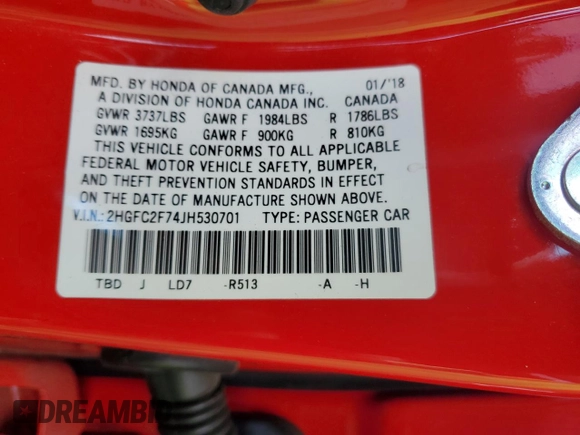 MFD. BY HONDA OF CANADA MFG., 01/'18
A DIVISION OF HONDA CANADA INC. CANADA
GVWR 3737LBS GAWR F 1984LBS R 1786LBS
GVWR 1695KG GAWR F 900KG R 810KG
THIS VEHICLE CONFORMS TO ALL APPLICABLE
FEDERAL MOTOR VEHICLE SAFETY, BUMPER,
AND THEFT PREVENTION STANDARDS IN EFFECT
ON THE DATE OF MANUFACTURE SHOWN ABOVE.
V.I.N.: 2HGFC2F74JH530701 TYPE: PASSENGER CAR
TBD J LD7 -R513 -A -H
DREAMBID